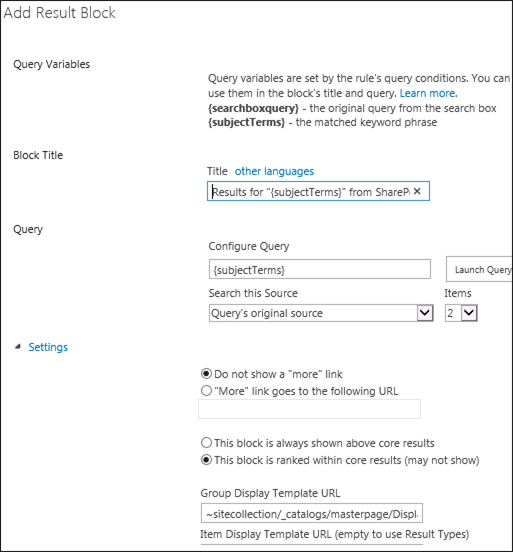 Add Result Block
Query Variables
Query variables are set by the rule's query conditions. You can
use them in the block's title and query. Learn more.
{searchboxquery} - the original query from the search box
{subjectTerms} - the matched keyword phrase
Block Title
Title other languages
Results for "{subjectTerms}" from
Query
Configure Query
{subjectTerms}
Launch Query
Search this Source
Items
Query's original source
2
Settings
Do not show a "more" link
"More" link goes to the following URL
This block is always shown above core results
This block is ranked within core results (may not show)
Group Display Template URL
~sitecollection/_catalogs/masterpage/Displ
Item Display Template URL (empty to use Result Types)